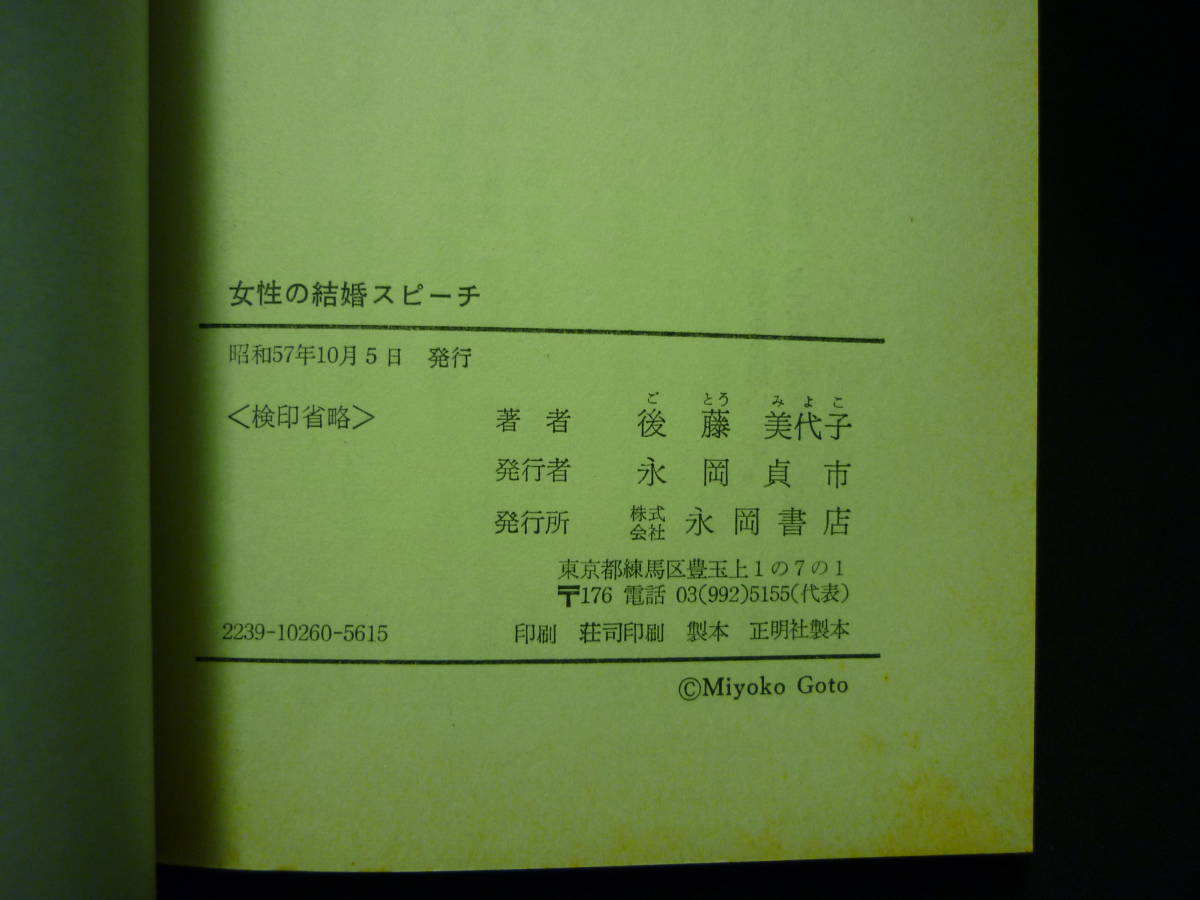 女性の結婚スピーチ
昭和57年10月5日 発行
<検印省略> 著者 後藤美代子
ごとうみよこ
発行者 永岡貞市
発行所 株式会社 永岡書店
東京都練馬区豊玉上1の7の1
〒176 電話 03(992)5155(代表)
2239-10260-5615 印刷 荘司印刷 製本 正明社製本
©Miyoko Goto